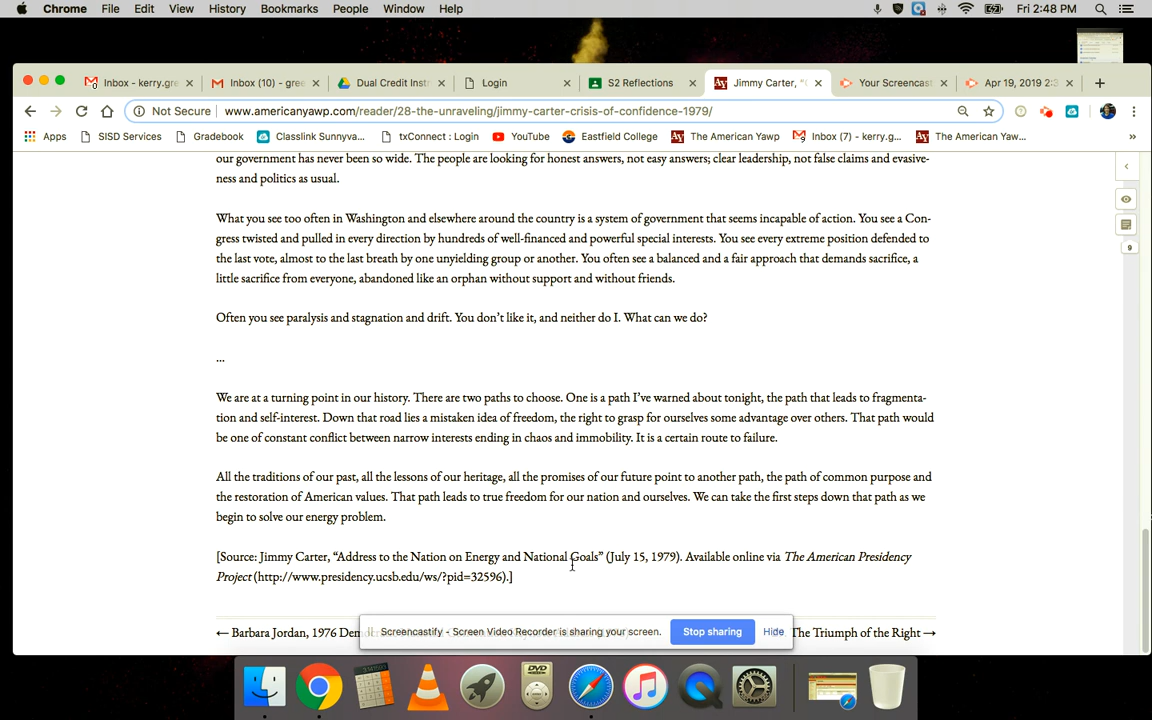 Chrome File Edit View History Bookmarks People Window Help Fri 2:48 PM
Inbox - kerry.gre Inbox (10) - gree Dual Credit Instr Login S2 Reflections Jimmy Carter, “C Your Screencast Apr 19, 2019 2:3
Not Secure www.americanyawp.com/reader/28-the-unraveling/jimmy-carter-crisis-of-confidence-1979/
Apps SISD Services Gradebook Classlink Sunnyva... txConnect : Login YouTube Eastfield College The American Yawp Inbox (7) - kerry.g... The American Yaw... »
our government has never been so wide. The people are looking for honest answers, not easy answers; clear leadership, not false claims and evasive-
ness and politics as usual.
What you see too often in Washington and elsewhere around the country is a system of government that seems incapable of action. You see a Con-
gress twisted and pulled in every direction by hundreds of well-financed and powerful special interests. You see every extreme position defended to
the last vote, almost to the last breath by one unyielding group or another. You often see a balanced and a fair approach that demands sacrifice, a
little sacrifice from everyone, abandoned like an orphan without support and without friends.
9
Often you see paralysis and stagnation and drift. You don’t like it, and neither do I. What can we do?
...
We are at a turning point in our history. There are two paths to choose. One is a path I’ve warned about tonight, the path that leads to fragmenta-
tion and self-interest. Down that road lies a mistaken idea of freedom, the right to grasp for ourselves some advantage over others. That path would
be one of constant conflict between narrow interests ending in chaos and immobility. It is a certain route to failure.
All the traditions of our past, all the lessons of our heritage, all the promises of our future point to another path, the path of common purpose and
the restoration of American values. That path leads to true freedom for our nation and ourselves. We can take the first steps down that path as we
begin to solve our energy problem.
[Source: Jimmy Carter, “Address to the Nation on Energy and National Goals” (July 15, 1979). Available online via The American Presidency
Project (http://www.presidency.ucsb.edu/ws/?pid=32596).]
← Barbara Jordan, 1976 Dem The Triumph of the Right →
Screencastify - Screen Video Recorder is sharing your screen. Stop sharing Hide